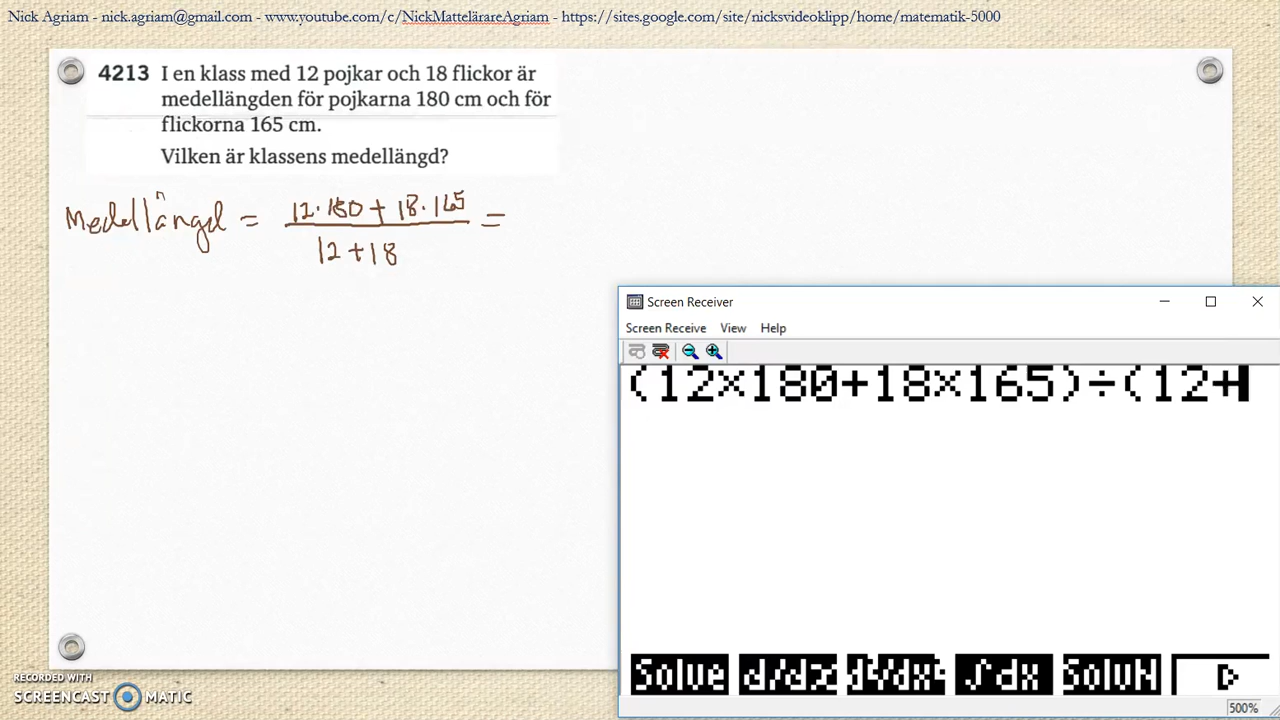 Nick Agriam - nick.agriam@gmail.com - www.youtube.com/c/NickMattelärareAgriam - https://sites.google.com/site/nicksvideoklipp/home/matematik-5000
4213 I en klass med 12 pojkar och 18 flickor är
medellängden för pojkarna 180 cm och för
flickorna 165 cm.
Vilken är klassens medellängd?
Medellängd = 12·180+18·165 =
12+18
Screen Receiver
Screen Receive View Help
(12×180+18×165)÷(12+
Solve d/dx d²/dx² ∫dx SolvN ▷
500%
RECORDED WITH
SCREENCAST MATIC